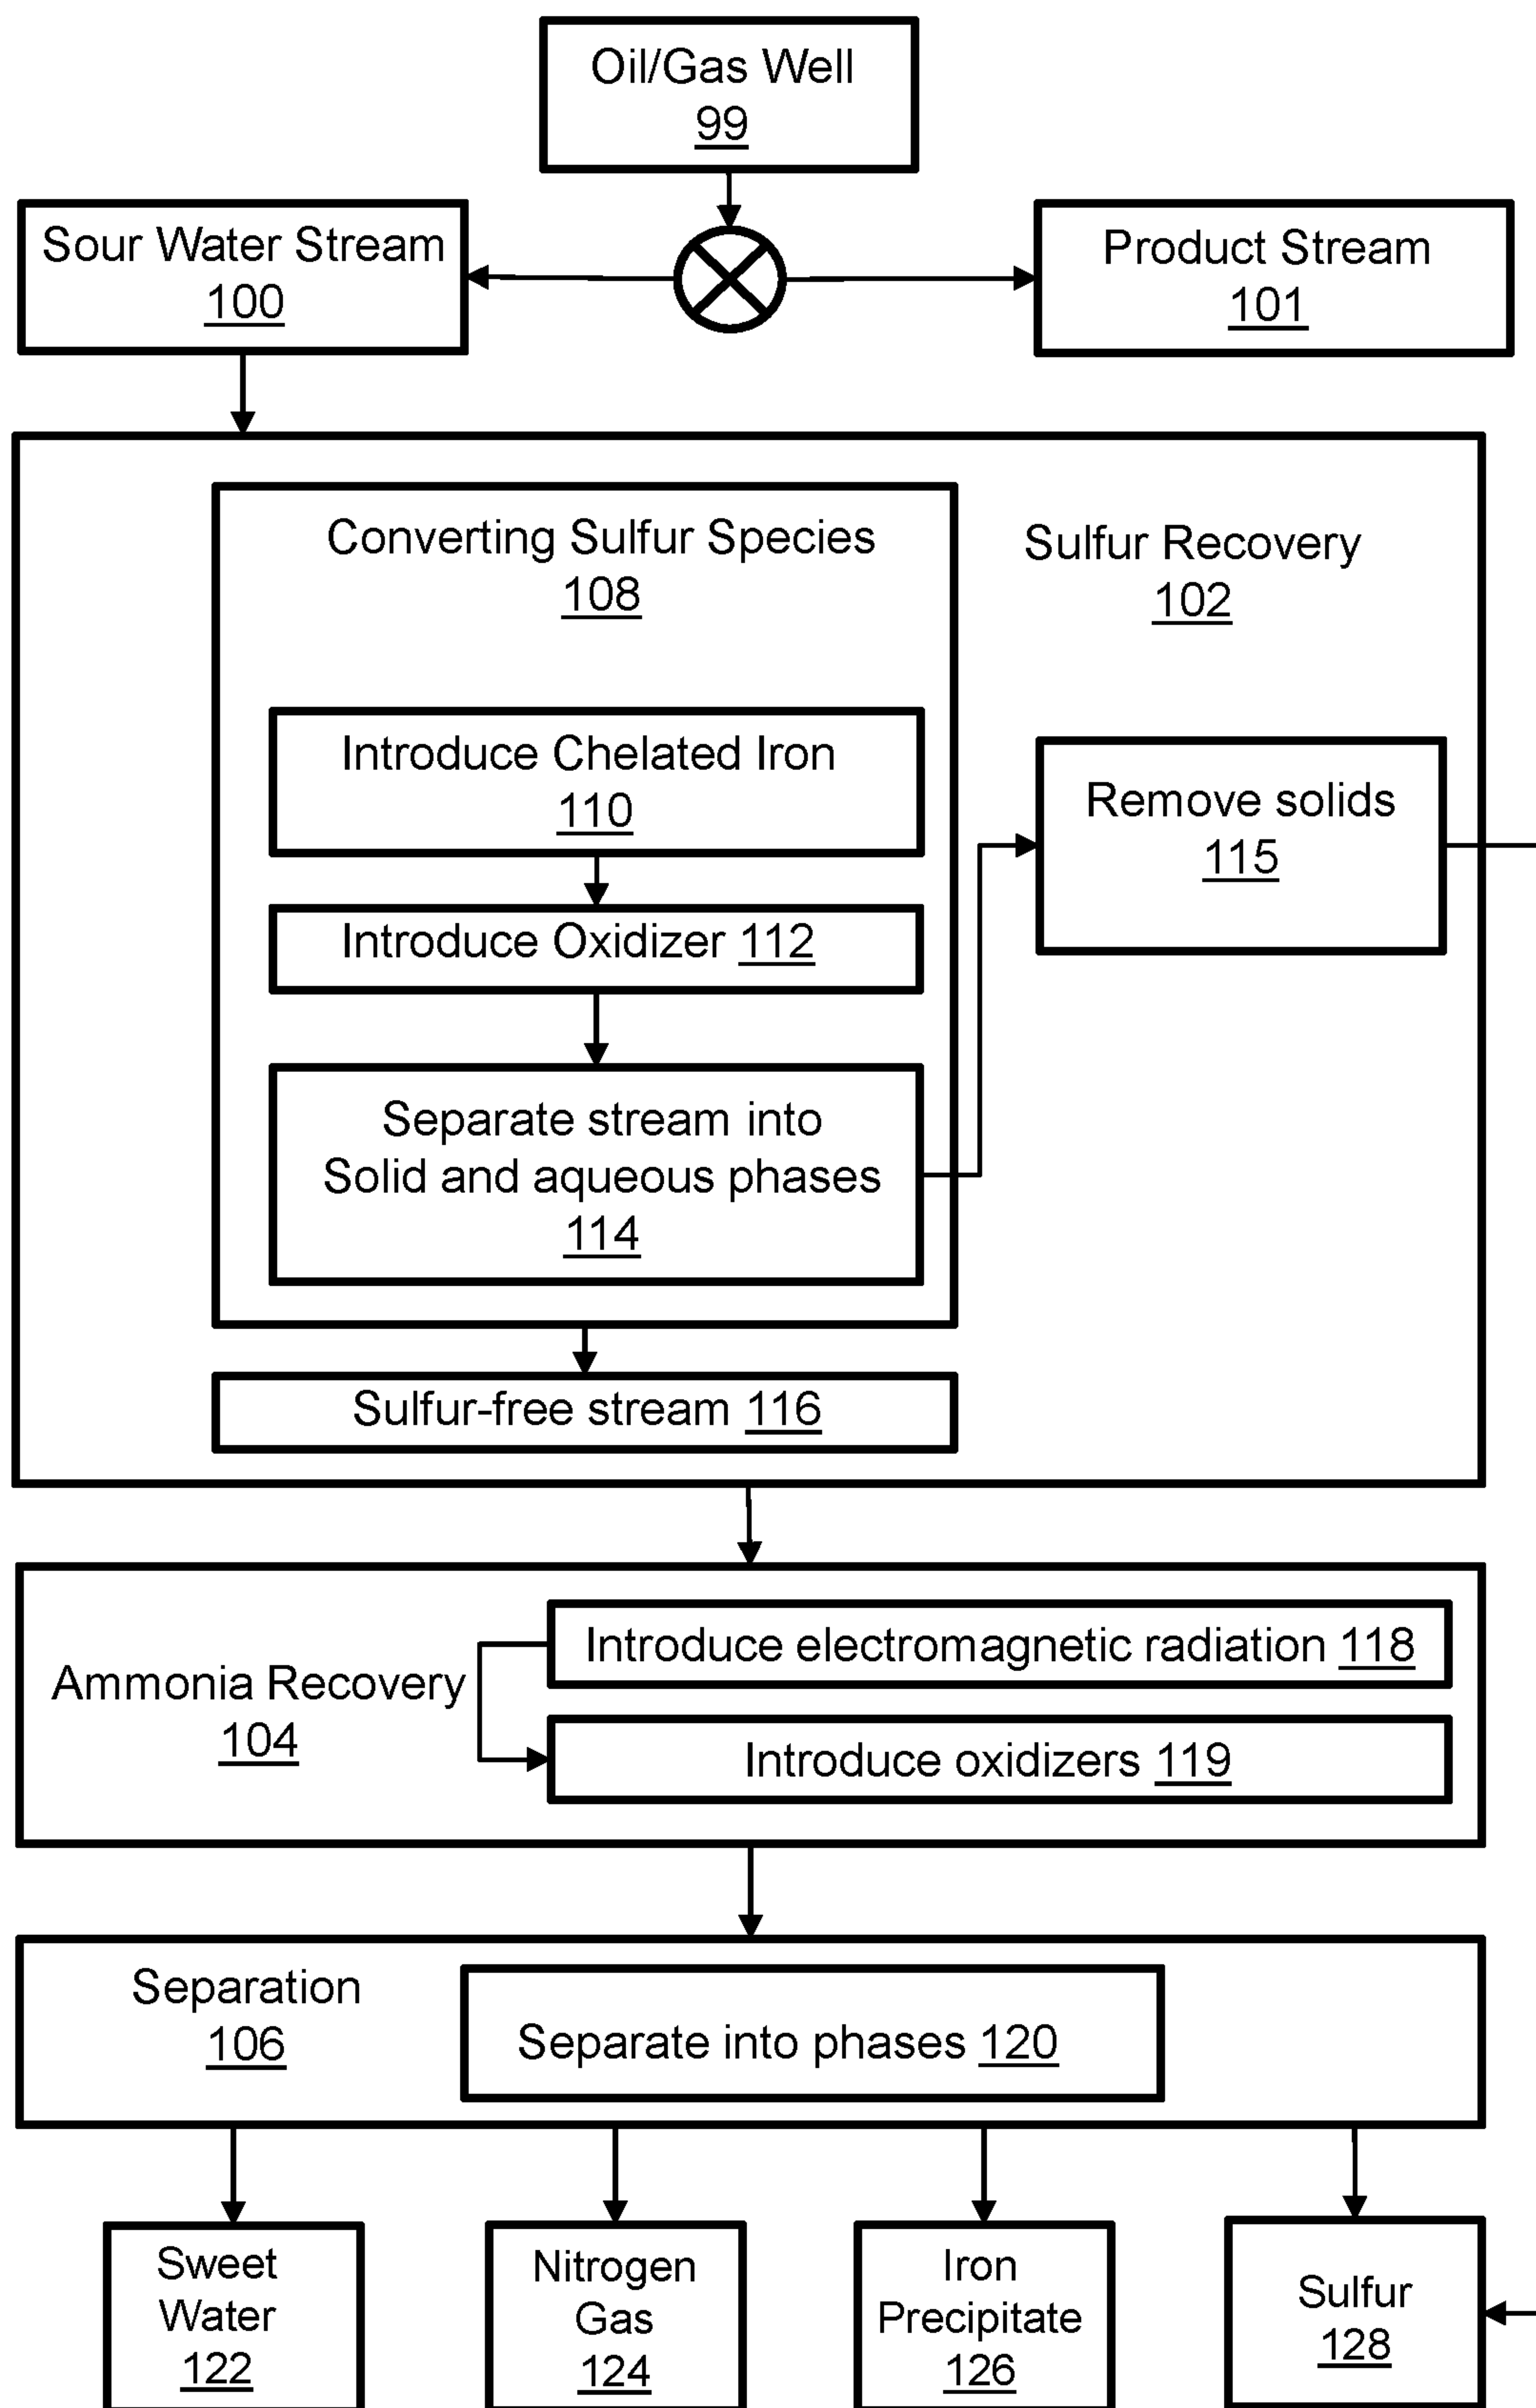 Oil/Gas Well
99
Sour Water Stream
100
Product Stream
101
Converting Sulfur Species
108
Sulfur Recovery
102
Introduce Chelated Iron
110
Remove solids
115
Introduce Oxidizer 112
Separate stream into
Solid and aqueous phases
114
Sulfur-free stream 116
Ammonia Recovery
104
Introduce electromagnetic radiation 118
Introduce oxidizers 119
Separation
106
Separate into phases 120
Sweet
Water
122
Nitrogen
Gas
124
Iron
Precipitate
126
Sulfur
128